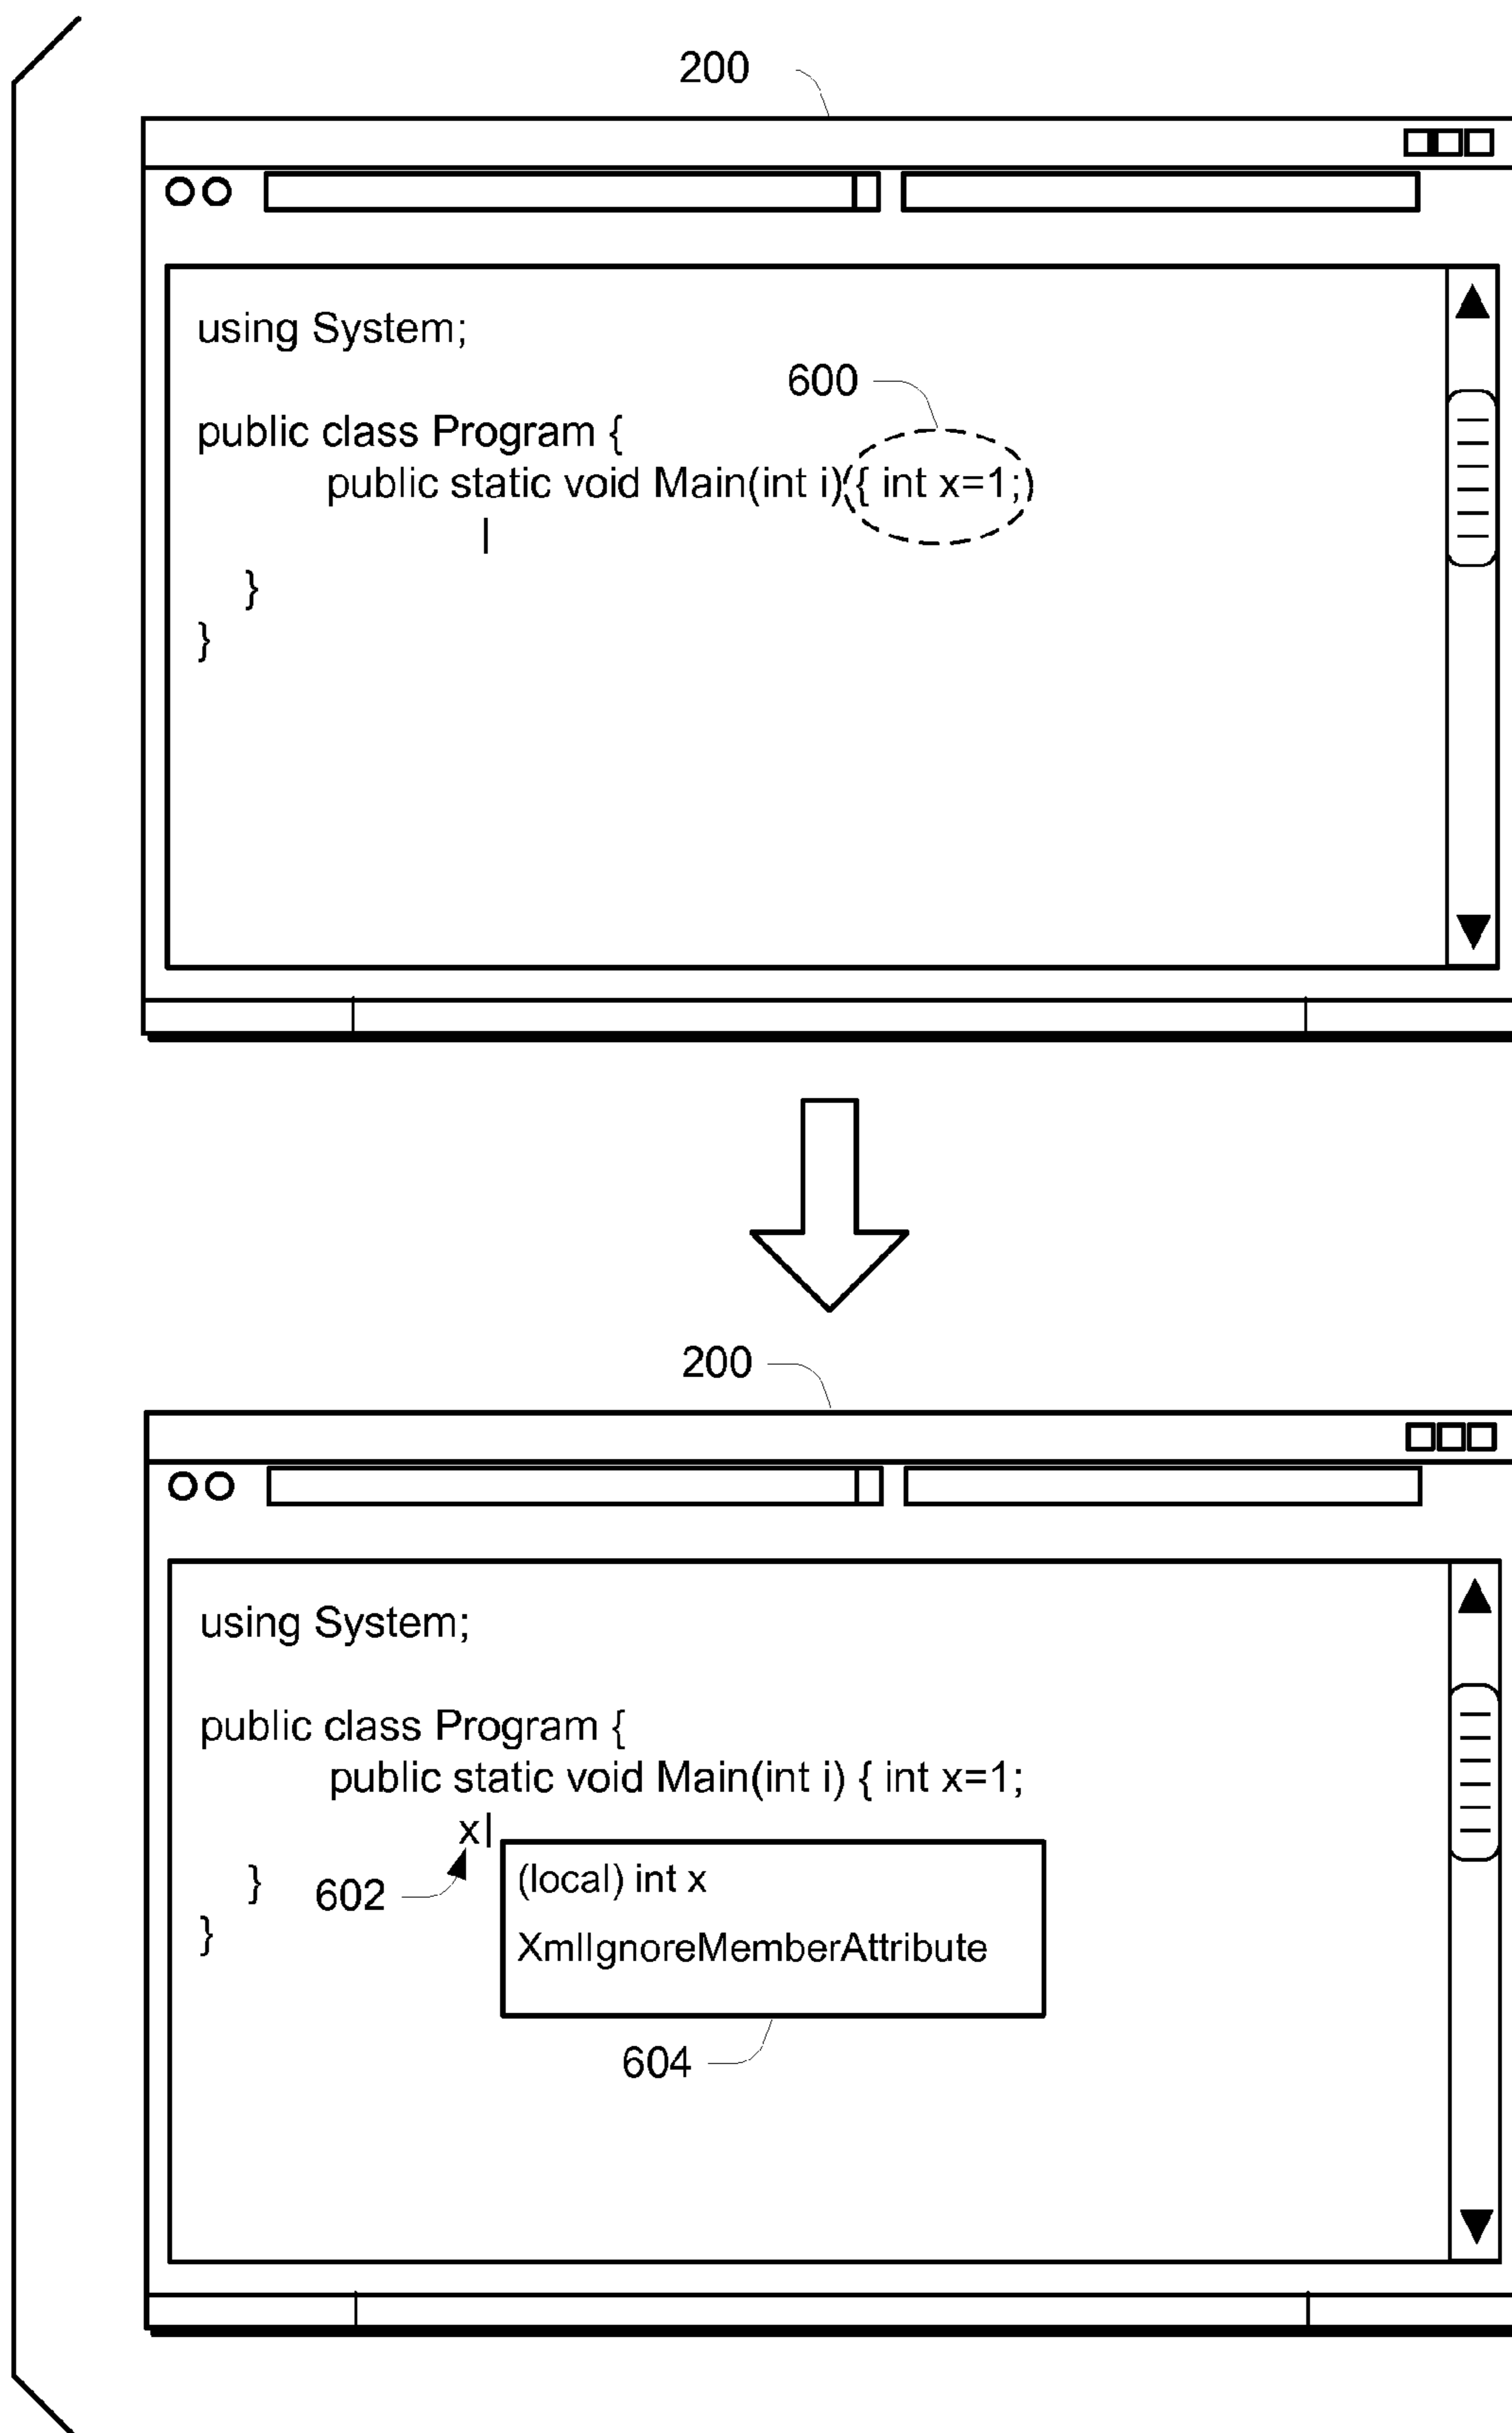 200
using System;
600
public class Program {
public static void Main(int i) { int x=1;
|
}
}
200
using System;
public class Program {
public static void Main(int i) { int x=1;
x|
} 602 (local) int x
} XmlIgnoreMemberAttribute
604